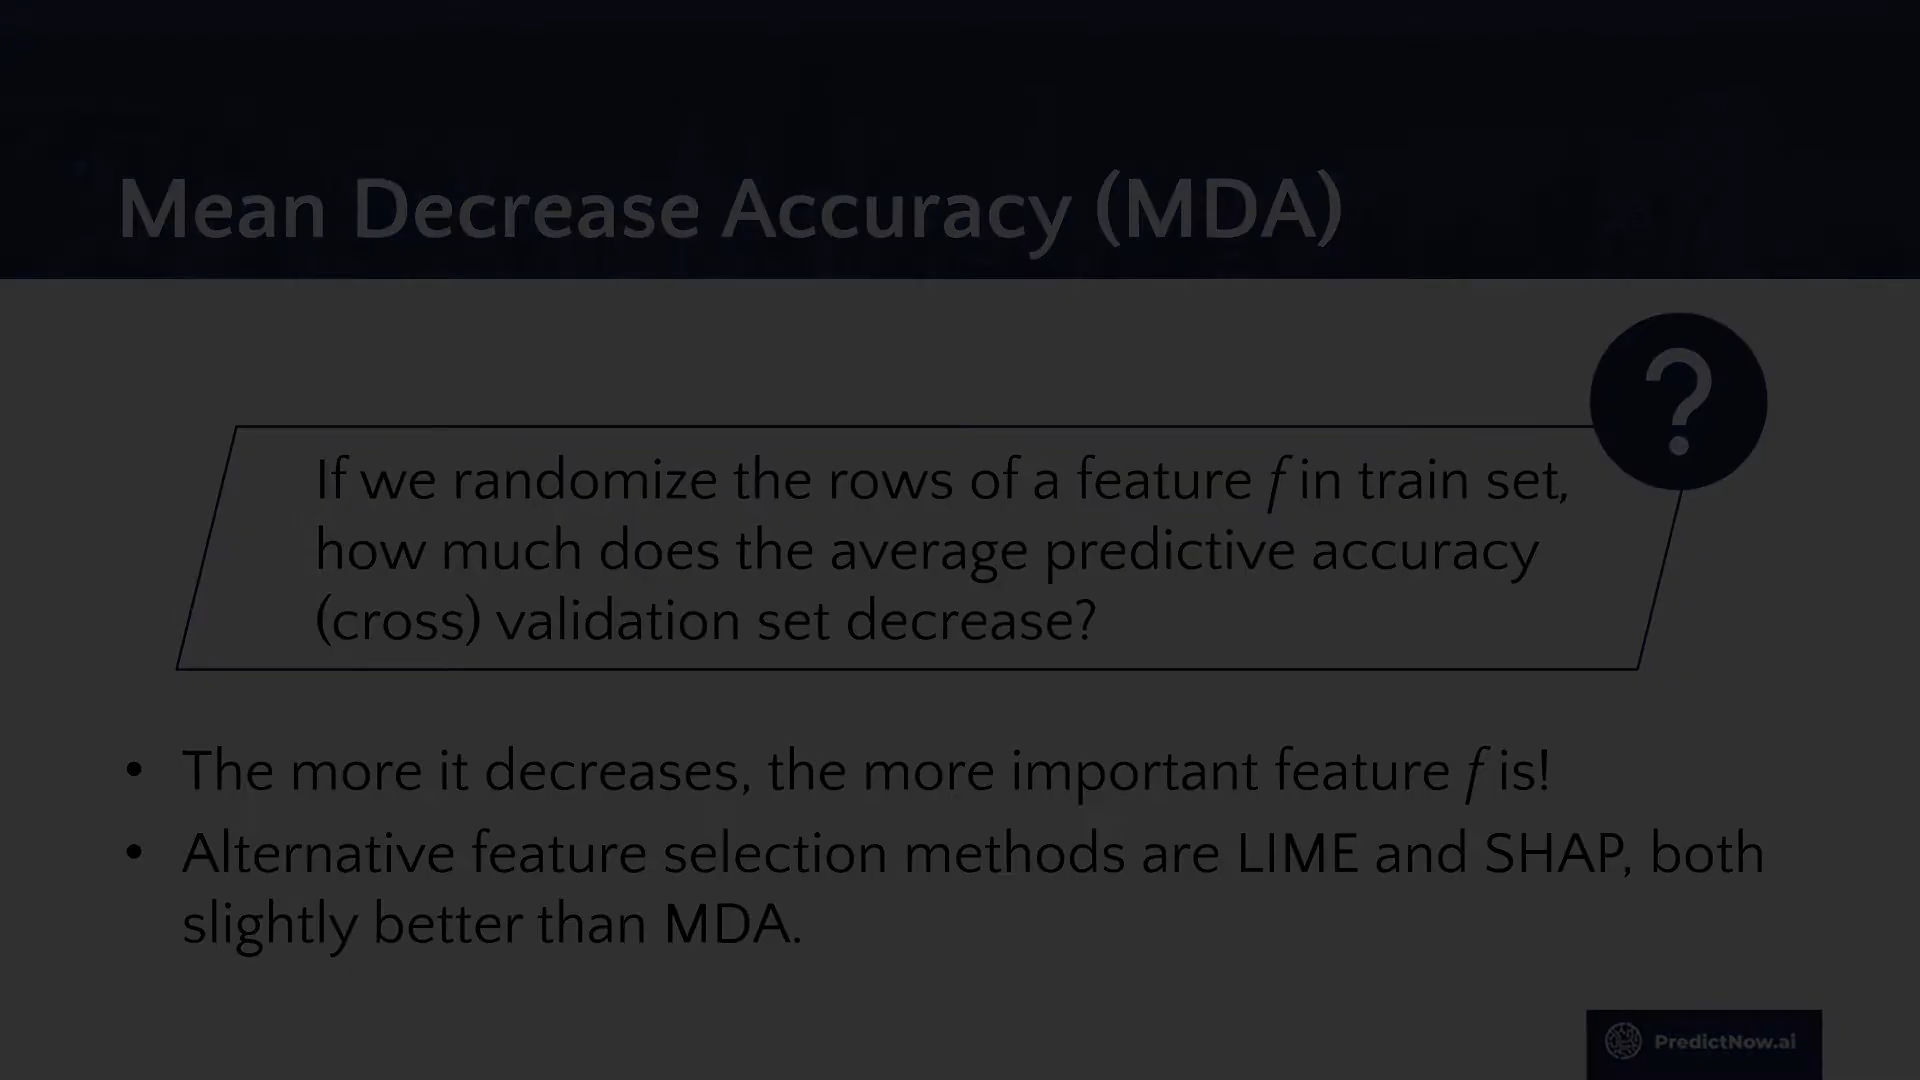 Mean Decrease Accuracy (MDA)
?
If we randomize the rows of a feature f in train set,
how much does the average predictive accuracy
(cross) validation set decrease?
• The more it decreases, the more important feature f is!
• Alternative feature selection methods are LIME and SHAP, both
slightly better than MDA.
PredictNow.ai